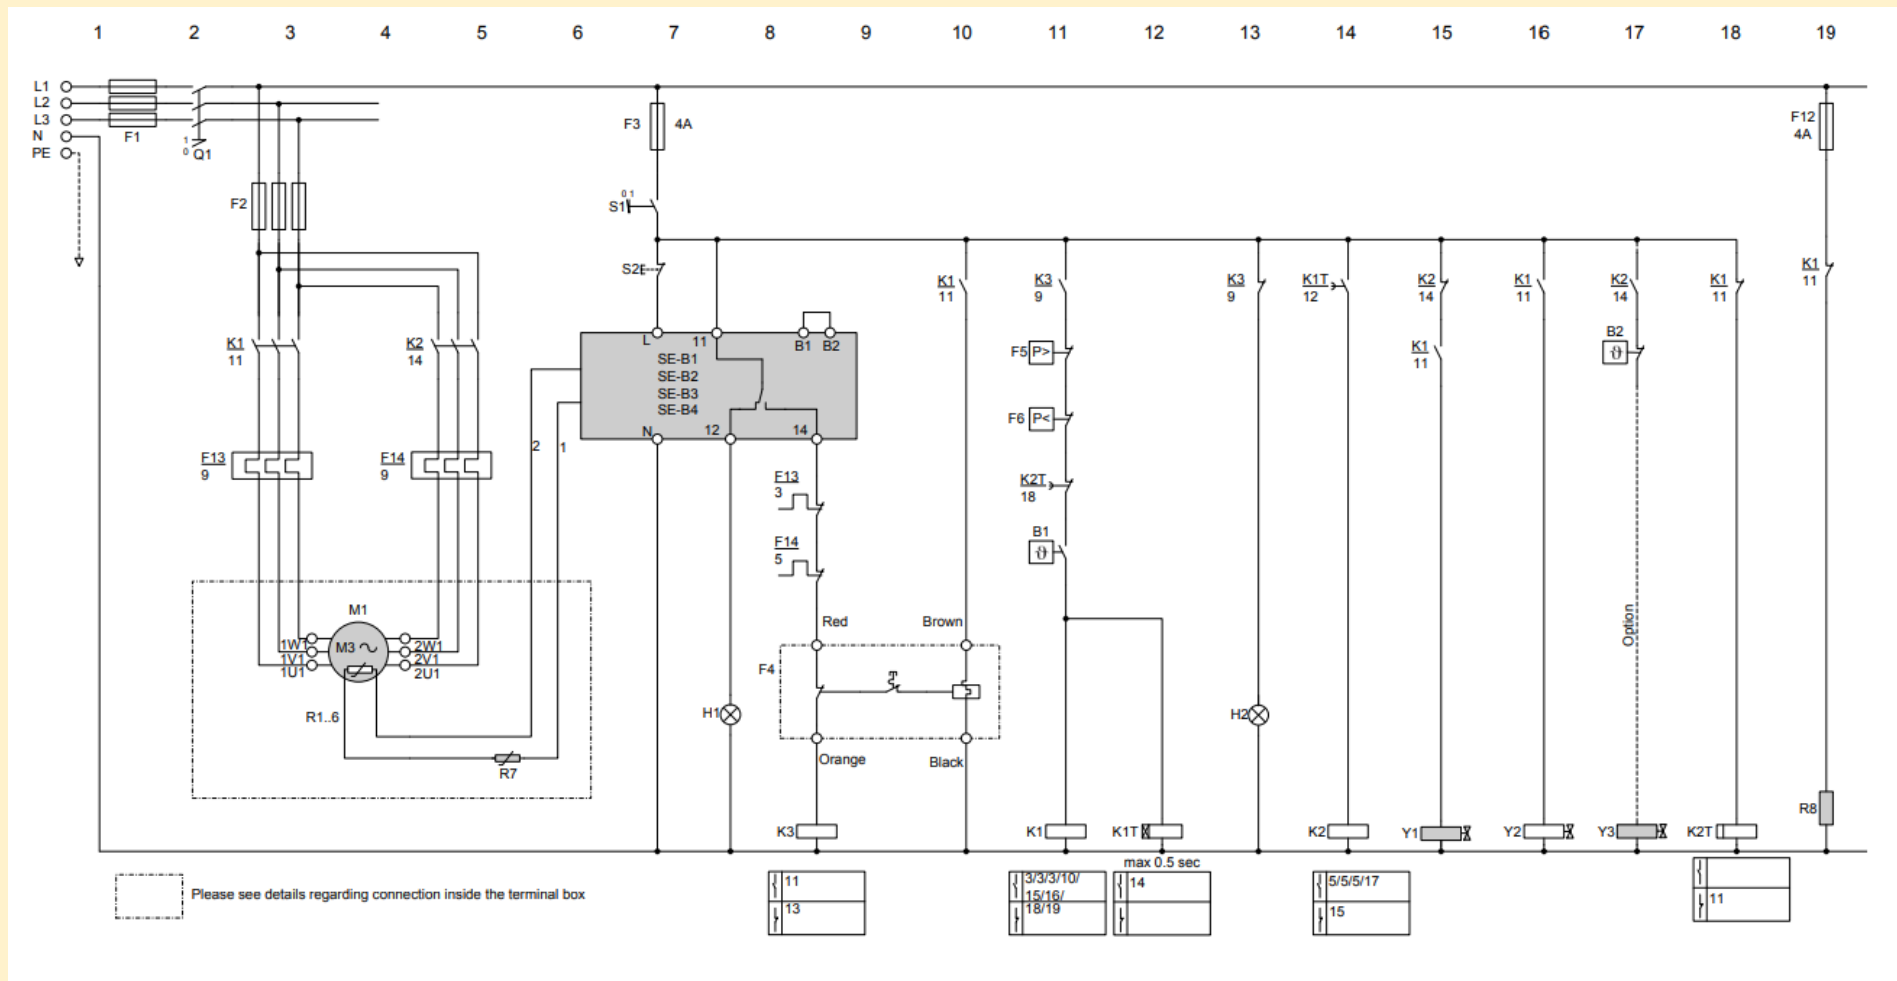 1 2 3 4 5 6 7 8 9 10 11 12 13 14 15 16 17 18 19
L1
L2
L3
N
PE
F1
1
0 Q1
F2
F3 4A
F12
4A
0 1
S1
S2
K1
11
K3
9
K3
9
K1T
12
K2
14
K1
11
K2
14
K1
11
K1
11
K1
11
K2
14
L 11 B1 B2
SE-B1
SE-B2
SE-B3
SE-B4
N 12 14
F5 P>
F6 P<
K1
11
B2
ϑ
2 1
F13
9
F14
9
F13
3
F14
5
K2T
18
B1
ϑ
M1
M3
1W1
1V1
1U1
2W1
2V1
2U1
R1..6
R7
Red Brown
F4
Orange Black
H1
H2
Option
K3
K1
K1T
K2
Y1
Y2
Y3
K2T
R8
max 0.5 sec
11
13
3/3/3/10/
15/16/
18/19
14
5/5/5/17
15
11
Please see details regarding connection inside the terminal box